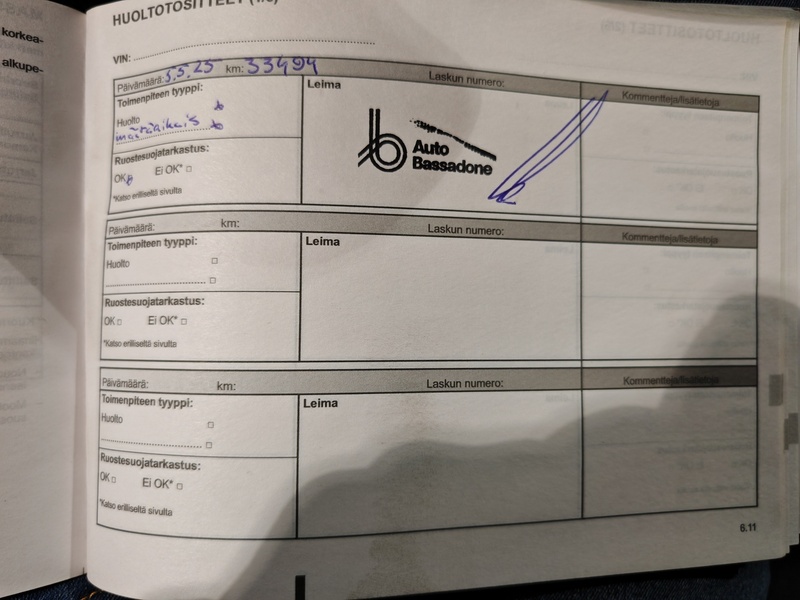 korkea-
alkupe-
HUOLTOTOSITTEET
VIN:
Päivämäärä: 5.5.25 km: 33494 Laskun numero: Kommentteja/lisätietoja
Toimenpiteen tyyppi:
Huolto
määräaikais
Ruostesuojatarkastus:
OK Ei OK*
*Katso erilliseltä sivulta
Leima
Auto
Bassadone
Päivämäärä: km: Laskun numero: Kommentteja/lisätietoja
Toimenpiteen tyyppi:
Huolto
Ruostesuojatarkastus:
OK Ei OK*
*Katso erilliseltä sivulta
Leima
Päivämäärä: km: Laskun numero: Kommentteja/lisätietoja
Toimenpiteen tyyppi:
Huolto
Ruostesuojatarkastus:
OK Ei OK*
*Katso erilliseltä sivulta
Leima
6.11